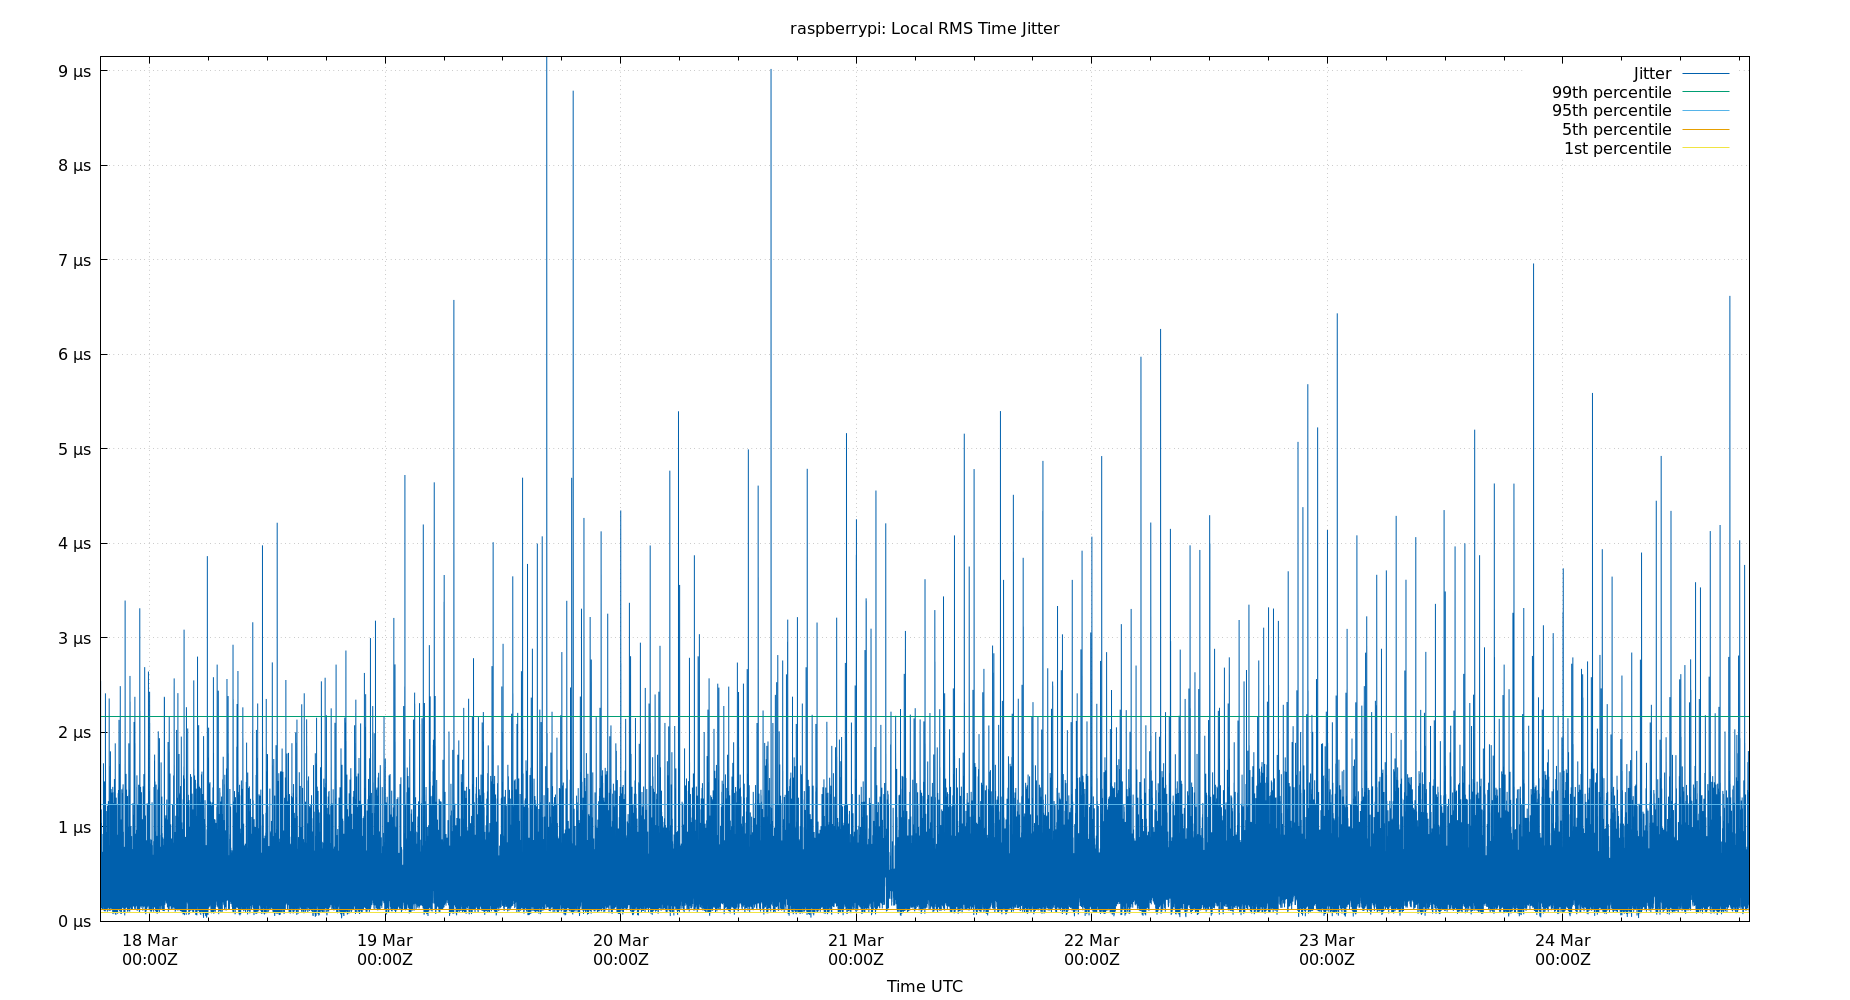 raspberrypi: Local RMS Time Jitter
9 µs
8 µs
7 µs
6 µs
5 µs
4 µs
3 µs
2 µs
1 µs
0 µs
Jitter
99th percentile
95th percentile
5th percentile
1st percentile
18 Mar
00:00Z
19 Mar
00:00Z
20 Mar
00:00Z
21 Mar
00:00Z
22 Mar
00:00Z
23 Mar
00:00Z
24 Mar
00:00Z
Time UTC